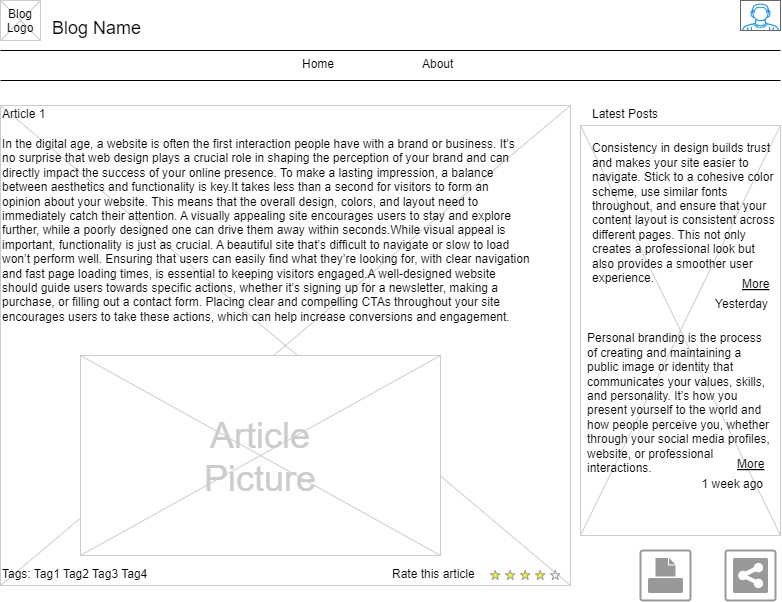 Blog
Logo
Blog Name
Home
About
Article 1
In the digital age, a website is often the first interaction people have with a brand or business. It’s
no surprise that web design plays a crucial role in shaping the perception of your brand and can
directly impact the success of your online presence. To make a lasting impression, a balance
between aesthetics and functionality is key.It takes less than a second for visitors to form an
opinion about your website. This means that the overall design, colors, and layout need to
immediately catch their attention. A visually appealing site encourages users to stay and explore
further, while a poorly designed one can drive them away within seconds.While visual appeal is
important, functionality is just as crucial. A beautiful site that’s difficult to navigate or slow to load
won’t perform well. Ensuring that users can easily find what they’re looking for, with clear navigation
and fast page loading times, is essential to keeping visitors engaged.A well-designed website
should guide users towards specific actions, whether it’s signing up for a newsletter, making a
purchase, or filling out a contact form. Placing clear and compelling CTAs throughout your site
encourages users to take these actions, which can help increase conversions and engagement.
Article
Picture
Tags: Tag1 Tag2 Tag3 Tag4
Rate this article
Latest Posts
Consistency in design builds trust
and makes your site easier to
navigate. Stick to a cohesive color
scheme, use similar fonts
throughout, and ensure that your
content layout is consistent across
different pages. This not only
creates a professional look but
also provides a smoother user
experience.
More
Yesterday
Personal branding is the process
of creating and maintaining a
public image or identity that
communicates your values, skills,
and personality. It’s how you
present yourself to the world and
how people perceive you, whether
through your social media profiles,
website, or professional
interactions.
More
1 week ago